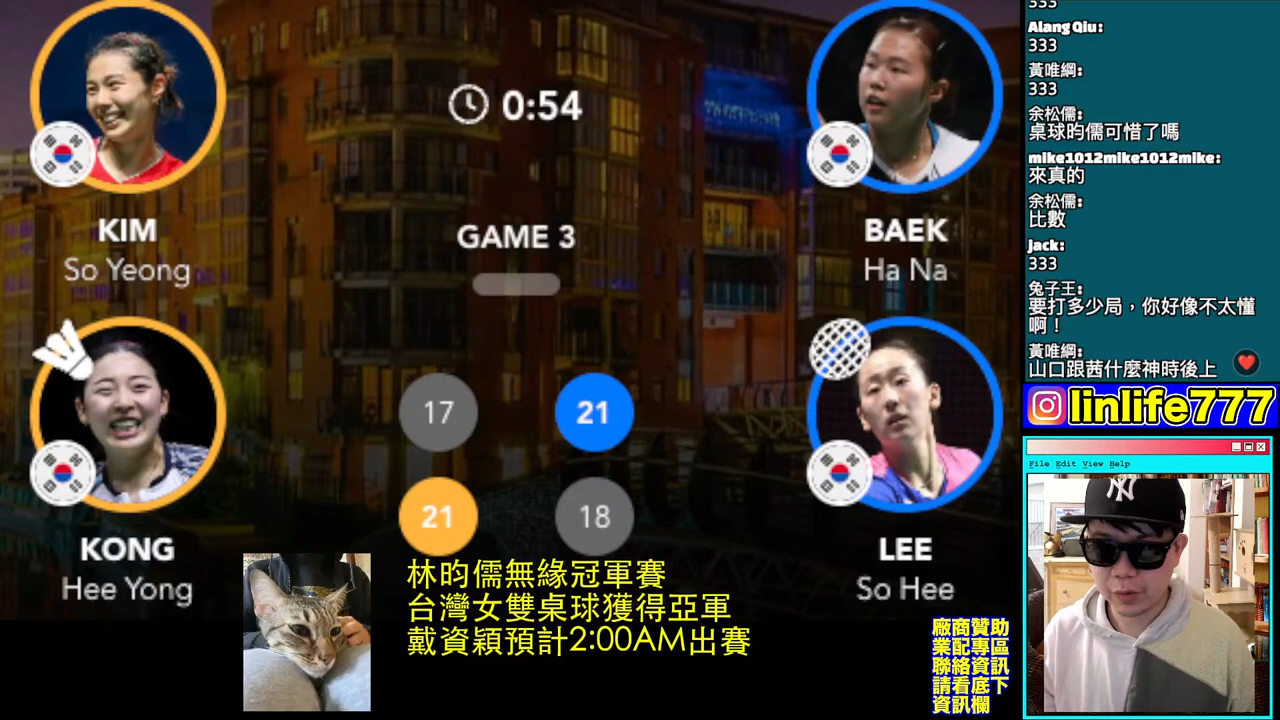 KIM
So Yeong
KONG
Hee Yong
0:54
GAME 3
17
21
21
18
BAEK
Ha Na
LEE
So Hee
林昀儒無緣冠軍賽
台灣女雙桌球獲得亞軍
戴資穎預計2:00AM出賽
廠商贊助
業配專區
聯絡資訊
請看底下
資訊欄
333
Alang Qiu:
333
黃唯綱:
333
余松儒:
桌球昀儒可惜了嗎
mike1012mike1012mike:
來真的
余松儒:
比數
jack:
333
兔子王:
要打多少局，你好像不太懂
啊！
黃唯綱:
山口跟茜什麼神時後上
linlife777
File Edit View Help
NY